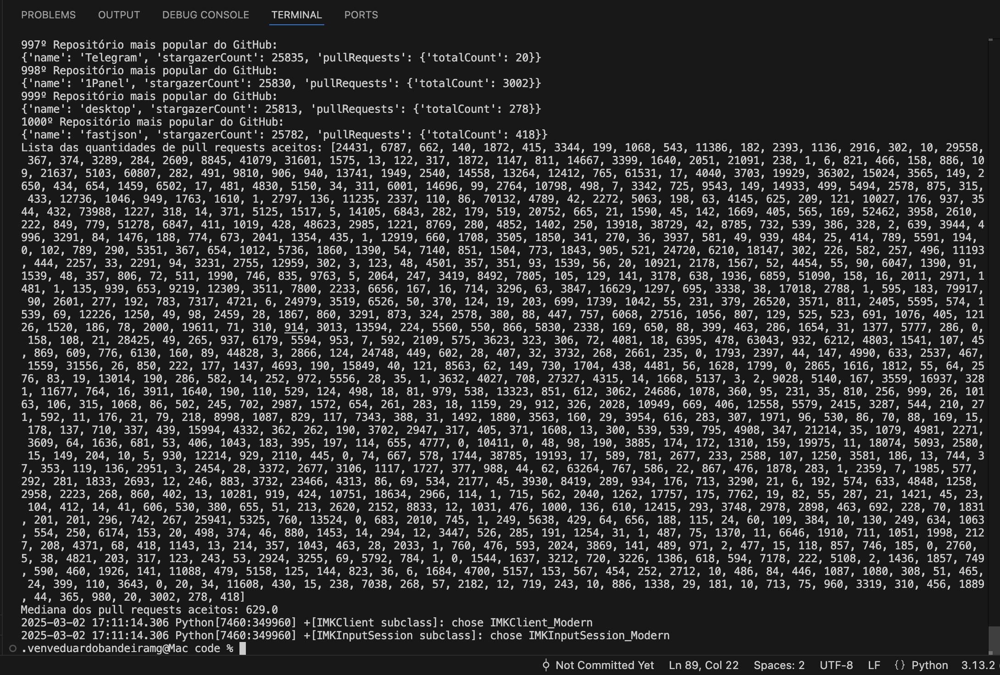 PROBLEMS OUTPUT DEBUG CONSOLE TERMINAL PORTS
997º Repositório mais popular do GitHub:
{'name': 'Telegram', 'stargazerCount': 25835, 'pullRequests': {'totalCount': 20}}
998º Repositório mais popular do GitHub:
{'name': '1Panel', 'stargazerCount': 25830, 'pullRequests': {'totalCount': 3002}}
999º Repositório mais popular do GitHub:
{'name': 'desktop', 'stargazerCount': 25813, 'pullRequests': {'totalCount': 278}}
1000º Repositório mais popular do GitHub:
{'name': 'fastjson', 'stargazerCount': 25782, 'pullRequests': {'totalCount': 418}}
Lista das quantidades de pull requests aceitos: [24431, 6787, 662, 140, 1872, 415, 3344, 199, 1068, 543, 11386, 182, 2393, 1136, 2916, 302, 10, 29558,
367, 374, 3289, 284, 2609, 8845, 41079, 31601, 1575, 13, 122, 317, 1872, 1147, 811, 14667, 3399, 1640, 2051, 21091, 238, 1, 6, 821, 466, 158, 886, 10
9, 21637, 5103, 60807, 282, 491, 9810, 906, 940, 13741, 1949, 2540, 14558, 13264, 12412, 765, 61531, 17, 4040, 3703, 19929, 36302, 15024, 3565, 149, 2
650, 434, 654, 1459, 6502, 17, 481, 4830, 5150, 34, 311, 6001, 14696, 99, 2764, 10798, 498, 7, 3342, 725, 9543, 149, 14933, 499, 5494, 2578, 875, 315,
433, 12736, 1046, 949, 1763, 1610, 1, 2797, 136, 11235, 2337, 110, 86, 70132, 4789, 42, 2272, 5063, 198, 63, 4145, 625, 209, 121, 10027, 176, 937, 35
44, 432, 73988, 1227, 318, 14, 371, 5125, 1517, 5, 14105, 6843, 282, 179, 519, 20752, 665, 21, 1590, 45, 142, 1669, 405, 565, 169, 52462, 3958, 2610,
222, 849, 779, 51278, 6847, 411, 1019, 428, 48623, 2985, 1221, 8769, 280, 4852, 1402, 250, 13918, 38729, 42, 8785, 732, 539, 386, 328, 2, 639, 3944, 4
996, 3291, 84, 1476, 188, 774, 673, 2041, 1354, 435, 1, 12919, 660, 1708, 3505, 1850, 341, 270, 36, 3937, 581, 49, 939, 484, 25, 414, 789, 5591, 194,
0, 102, 789, 290, 5351, 367, 654, 1012, 5736, 1860, 1390, 54, 7140, 851, 1504, 773, 1843, 905, 521, 24720, 6210, 18147, 302, 226, 582, 257, 496, 11193
, 444, 2257, 33, 2291, 94, 3231, 2755, 12959, 302, 3, 123, 48, 4501, 357, 351, 93, 1539, 56, 20, 10921, 2178, 1567, 52, 4454, 55, 90, 6047, 1390, 91,
1539, 48, 357, 806, 72, 511, 1990, 746, 835, 9763, 5, 2064, 247, 3419, 8492, 7805, 105, 129, 141, 3178, 638, 1936, 6859, 51090, 158, 16, 2011, 2971, 1
481, 1, 135, 939, 653, 9219, 12309, 3511, 7800, 2233, 6656, 167, 16, 714, 3296, 63, 3847, 16629, 1297, 695, 3338, 38, 17018, 2788, 1, 595, 183, 79917,
90, 2601, 277, 192, 783, 7317, 4721, 6, 24979, 3519, 6526, 50, 370, 124, 19, 203, 699, 1739, 1042, 55, 231, 379, 26520, 3571, 811, 2405, 5595, 574, 1
539, 69, 12226, 1250, 49, 98, 2459, 28, 1867, 860, 3291, 873, 324, 2578, 380, 88, 447, 757, 6068, 27516, 1056, 807, 129, 525, 523, 691, 1076, 405, 121
26, 1520, 186, 78, 2000, 19611, 71, 310, 914, 3013, 13594, 224, 5560, 550, 866, 5830, 2338, 169, 650, 88, 399, 463, 286, 1654, 31, 1377, 5777, 286, 0,
158, 108, 21, 28425, 49, 265, 937, 6179, 5594, 953, 7, 592, 2109, 575, 3623, 323, 306, 72, 4081, 18, 6395, 478, 63043, 932, 6212, 4803, 1541, 107, 45
, 869, 609, 776, 6130, 160, 89, 44828, 3, 2866, 124, 24748, 449, 602, 28, 407, 32, 3732, 268, 2661, 235, 0, 1793, 2397, 44, 147, 4990, 633, 2537, 467,
1559, 31556, 26, 850, 222, 177, 1437, 4693, 190, 15849, 40, 121, 8563, 62, 149, 730, 1704, 438, 4481, 56, 1628, 1799, 0, 2865, 1616, 1812, 55, 64, 25
76, 83, 19, 13014, 190, 286, 582, 14, 252, 972, 5556, 28, 35, 1, 3632, 4027, 708, 27327, 4315, 14, 1668, 5137, 3, 2, 9028, 5140, 167, 3559, 16937, 328
1, 11677, 764, 16, 3911, 1640, 190, 110, 529, 124, 498, 18, 81, 979, 538, 13323, 851, 612, 3062, 24686, 1078, 360, 95, 231, 35, 810, 256, 999, 26, 101
63, 106, 315, 1068, 86, 502, 245, 702, 2987, 1572, 654, 261, 283, 18, 1159, 29, 912, 326, 2028, 10949, 669, 406, 12558, 5579, 2415, 3287, 544, 210, 27
1, 592, 11, 176, 21, 79, 218, 8998, 1087, 829, 117, 7343, 388, 31, 1492, 1880, 3563, 160, 29, 3954, 616, 283, 307, 1971, 96, 530, 86, 70, 88, 169, 15,
178, 137, 710, 337, 439, 15994, 4332, 362, 262, 190, 3702, 2947, 317, 405, 371, 1608, 13, 300, 539, 539, 795, 4908, 347, 21214, 35, 1079, 4981, 2271,
3609, 64, 1636, 681, 53, 406, 1043, 183, 395, 197, 114, 655, 4777, 0, 10411, 0, 48, 98, 190, 3885, 174, 172, 1310, 159, 19975, 11, 18074, 5093, 2580,
15, 149, 204, 10, 5, 930, 12214, 929, 2110, 445, 0, 74, 667, 578, 1744, 38785, 19193, 17, 589, 781, 2677, 233, 2588, 107, 1250, 3581, 186, 13, 744, 3
7, 353, 119, 136, 2951, 3, 2454, 28, 3372, 2677, 3106, 1117, 1727, 377, 988, 44, 62, 63264, 767, 586, 22, 867, 476, 1878, 283, 1, 2359, 7, 1985, 577,
292, 281, 1833, 2693, 12, 246, 883, 3732, 23466, 4313, 86, 69, 534, 2177, 45, 3930, 8419, 289, 934, 176, 713, 3290, 21, 6, 192, 574, 633, 4848, 1258,
2958, 2223, 268, 860, 402, 13, 10281, 919, 424, 10751, 18634, 2966, 114, 1, 715, 562, 2040, 1262, 17757, 175, 7762, 19, 82, 55, 287, 21, 1421, 45, 23,
104, 412, 14, 41, 606, 530, 380, 655, 51, 213, 2620, 2152, 8833, 12, 1031, 476, 1000, 136, 610, 12415, 293, 3748, 2978, 2898, 463, 692, 228, 70, 1831
, 201, 201, 296, 742, 267, 25941, 5325, 760, 13524, 0, 683, 2010, 745, 1, 249, 5638, 429, 64, 656, 188, 115, 24, 60, 109, 384, 10, 130, 249, 634, 1063
, 554, 250, 6174, 153, 20, 498, 374, 46, 880, 1453, 14, 294, 12, 3447, 526, 285, 191, 1254, 31, 1, 487, 75, 1370, 11, 6646, 1910, 711, 1051, 1998, 212
7, 208, 4371, 68, 418, 1143, 13, 214, 357, 1043, 463, 28, 2033, 1, 760, 476, 593, 2024, 3869, 141, 489, 971, 2, 477, 15, 118, 857, 746, 185, 0, 2760,
5, 38, 4821, 203, 317, 123, 243, 53, 2924, 3255, 69, 5792, 784, 1, 0, 1544, 1637, 3212, 720, 3226, 1386, 618, 594, 7178, 222, 5108, 2, 1436, 1857, 749
, 590, 460, 1926, 141, 11088, 479, 5158, 125, 144, 823, 36, 6, 1684, 4700, 5157, 153, 567, 454, 252, 2712, 10, 486, 84, 446, 1087, 1080, 308, 51, 465,
24, 399, 110, 3643, 0, 20, 34, 11608, 430, 15, 238, 7038, 268, 57, 2182, 12, 719, 243, 10, 886, 1338, 29, 181, 10, 713, 75, 960, 3319, 310, 456, 1889
, 44, 365, 980, 20, 3002, 278, 418]
Mediana dos pull requests aceitos: 629.0
2025-03-02 17:11:14.306 Python[7460:349960] +[IMKClient subclass]: chose IMKClient_Modern
2025-03-02 17:11:14.306 Python[7460:349960] +[IMKInputSession subclass]: chose IMKInputSession_Modern
.venveduardobandeiramg@Mac code %
Not Committed Yet Ln 89, Col 22 Spaces: 2 UTF-8 LF {} Python 3.13.2